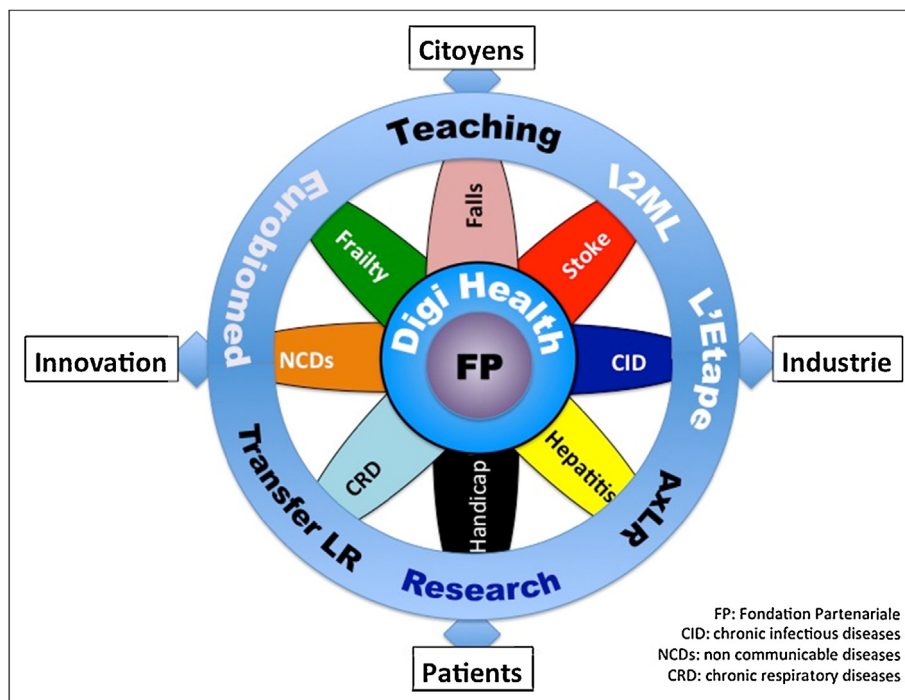 Citoyens
Teaching
Eurobiomed
I2ML
Falls
Frailty
Stoke
Digi Health
L'Etape
Innovation
NCDs
FP
CID
Industrie
CRD
Hepatitis
Handicap
Transfer LR
AxLR
Research
Patients
FP: Fondation Partenariale
CID: chronic infectious diseases
NCDs: non communicable diseases
CRD: chronic respiratory diseases